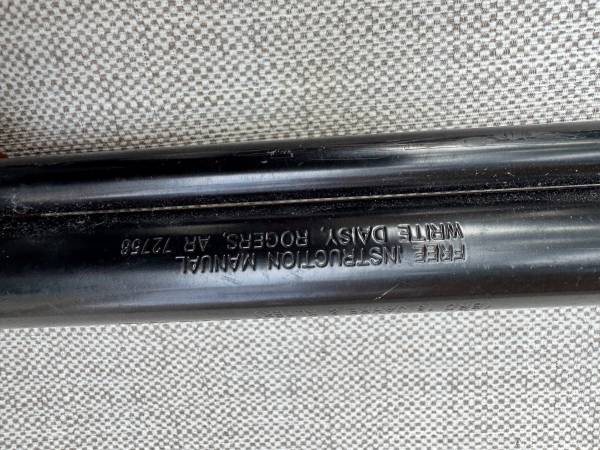 FREE INSTRUCTION MANUAL
WRITE DAISY, ROGERS, AR 72756